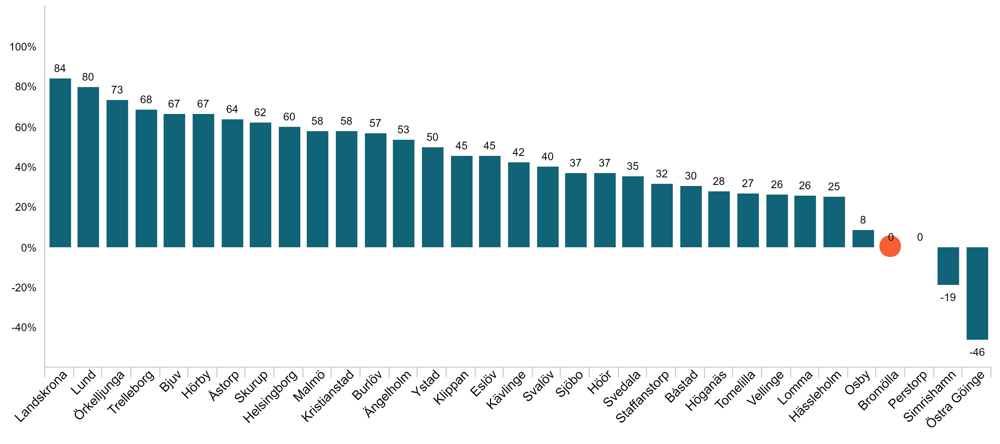 100%
80%
60%
40%
20%
0%
-20%
-40%
84
80
73
68
67
67
64
62
60
58
58
57
53
50
45
45
42
40
37
37
35
32
30
28
27
26
26
25
8
0
0
-19
-46
Landskrona
Lund
Örkelljunga
Trelleborg
Bjuv
Hörby
Åstorp
Skurup
Helsingborg
Malmö
Kristianstad
Burlöv
Ängelholm
Ystad
Klippan
Eslöv
Kävlinge
Svalöv
Sjöbo
Höör
Svedala
Staffanstorp
Båstad
Höganäs
Tomelilla
Vellinge
Lomma
Hässleholm
Osby
Bromölla
Perstorp
Simrishamn
Östra Göinge